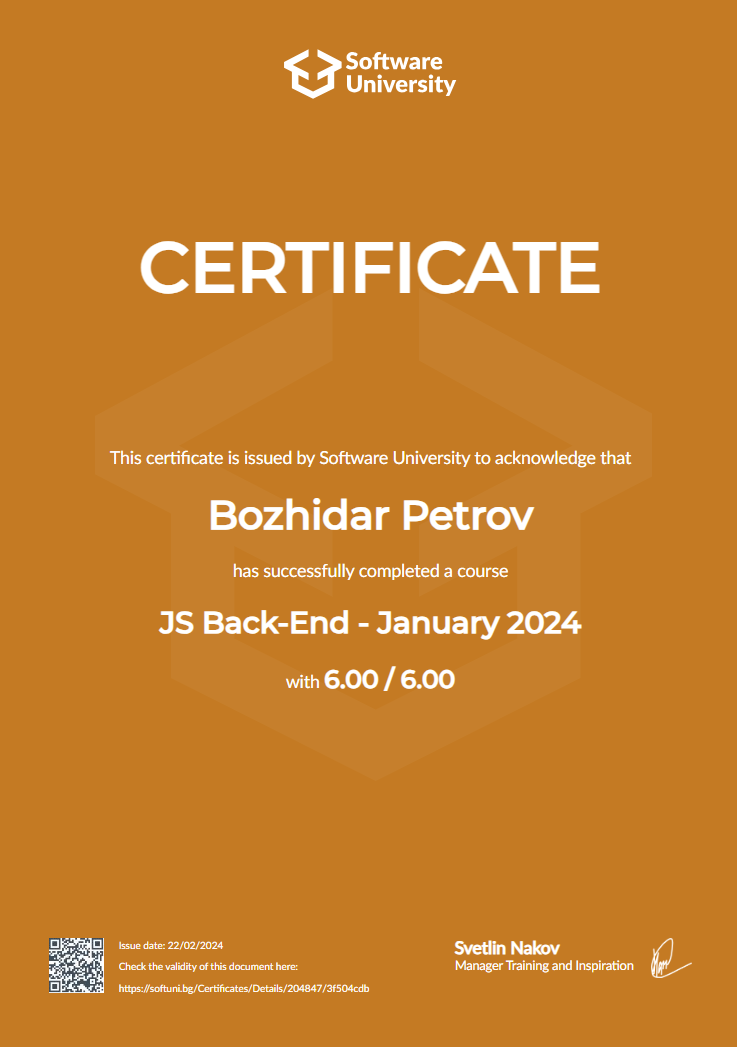 Software
University
CERTIFICATE
This certificate is issued by Software University to acknowledge that
Bozhidar Petrov
has successfully completed a course
JS Back-End - January 2024
with 6.00 / 6.00
Issue date: 22/02/2024
Check the validity of this document here:
https://softuni.bg/Certificates/Details/204847/3f504cdb
Svetlin Nakov
Manager Training and Inspiration